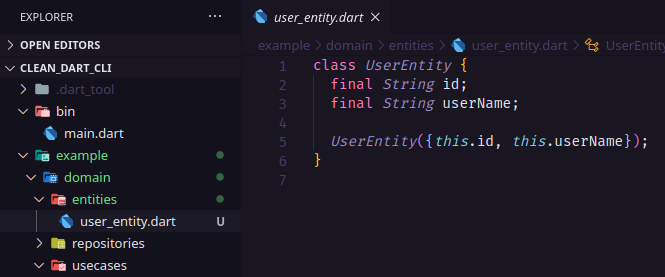 EXPLORER
OPEN EDITORS
CLEAN_DART_CLI
.dart_tool
bin
main.dart
example
domain
entities
user_entity.dart U
repositories
usecases
user_entity.dart
example > domain > entities > user_entity.dart > UserEntity
1 class UserEntity {
2 final String id;
3 final String userName;
4
5 UserEntity({this.id, this.userName});
6 }
7